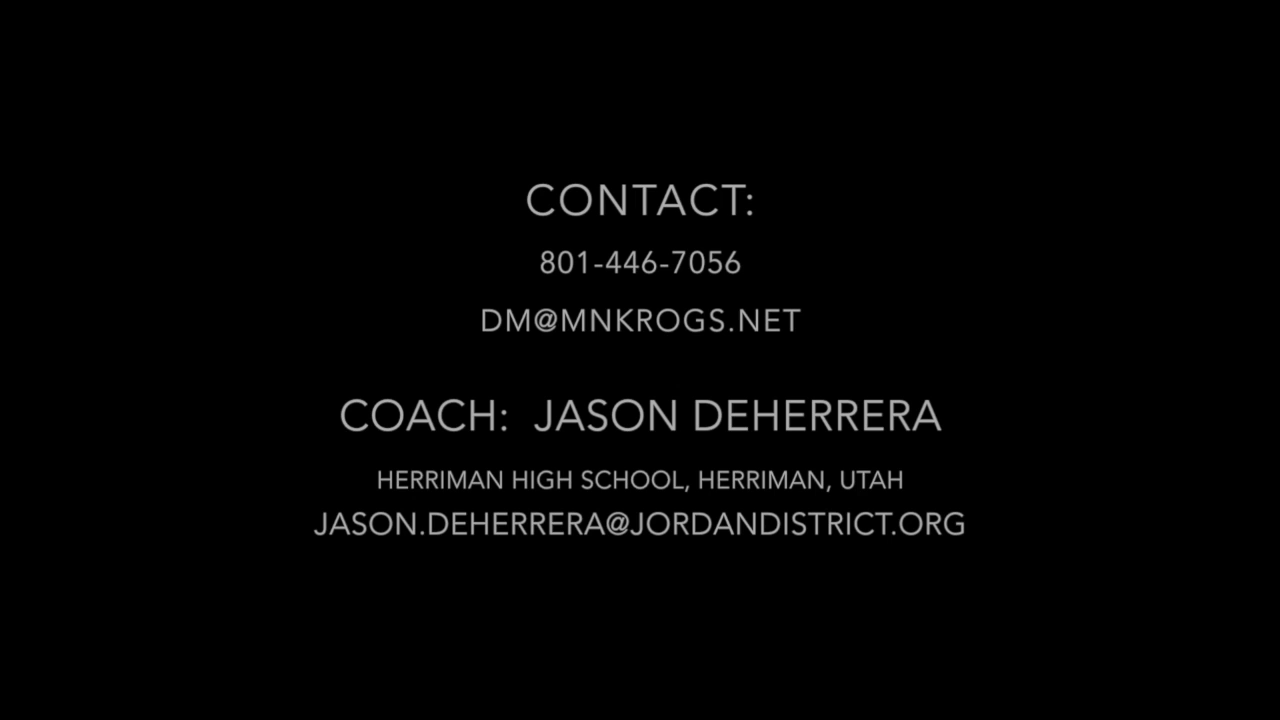 CONTACT:
801-446-7056
DM@MNKROGS.NET
COACH: JASON DEHERRERA
HERRIMAN HIGH SCHOOL, HERRIMAN, UTAH
JASON.DEHERRERA@JORDANDISTRICT.ORG